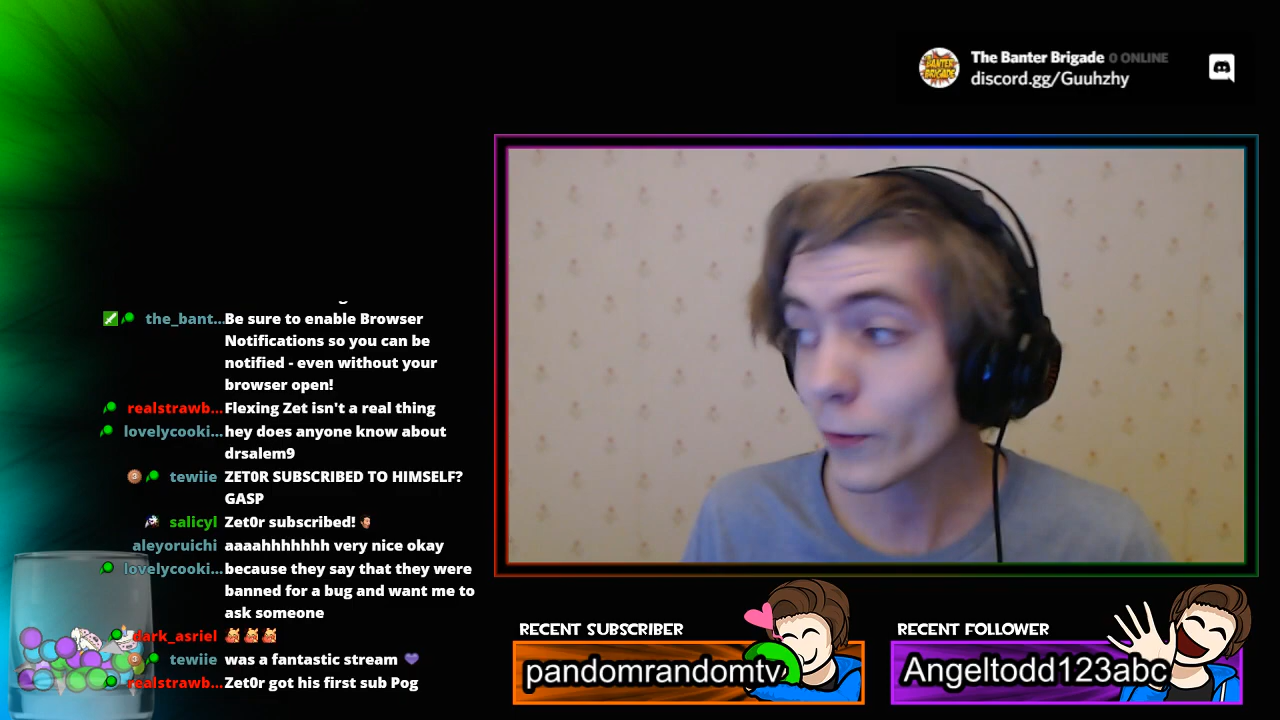 The Banter Brigade 0 ONLINE
discord.gg/Guuhzhy
BANTER
BRIGADE
the_bant... Be sure to enable Browser
Notifications so you can be
notified - even without your
browser open!
realstrawb... Flexing Zet isn't a real thing
lovelycooki... hey does anyone know about
drsalem9
3 tewiie ZET0R SUBSCRIBED TO HIMSELF?
GASP
salicyl Zet0r subscribed!
aleyoruichi aaaahhhhhhh very nice okay
lovelycooki... because they say that they were
banned for a bug and want me to
ask someone
dark_asriel
3 tewiie was a fantastic stream 💜
realstrawb... Zet0r got his first sub Pog
RECENT SUBSCRIBER
pandomrandomtv
RECENT FOLLOWER
Angeltodd123abc